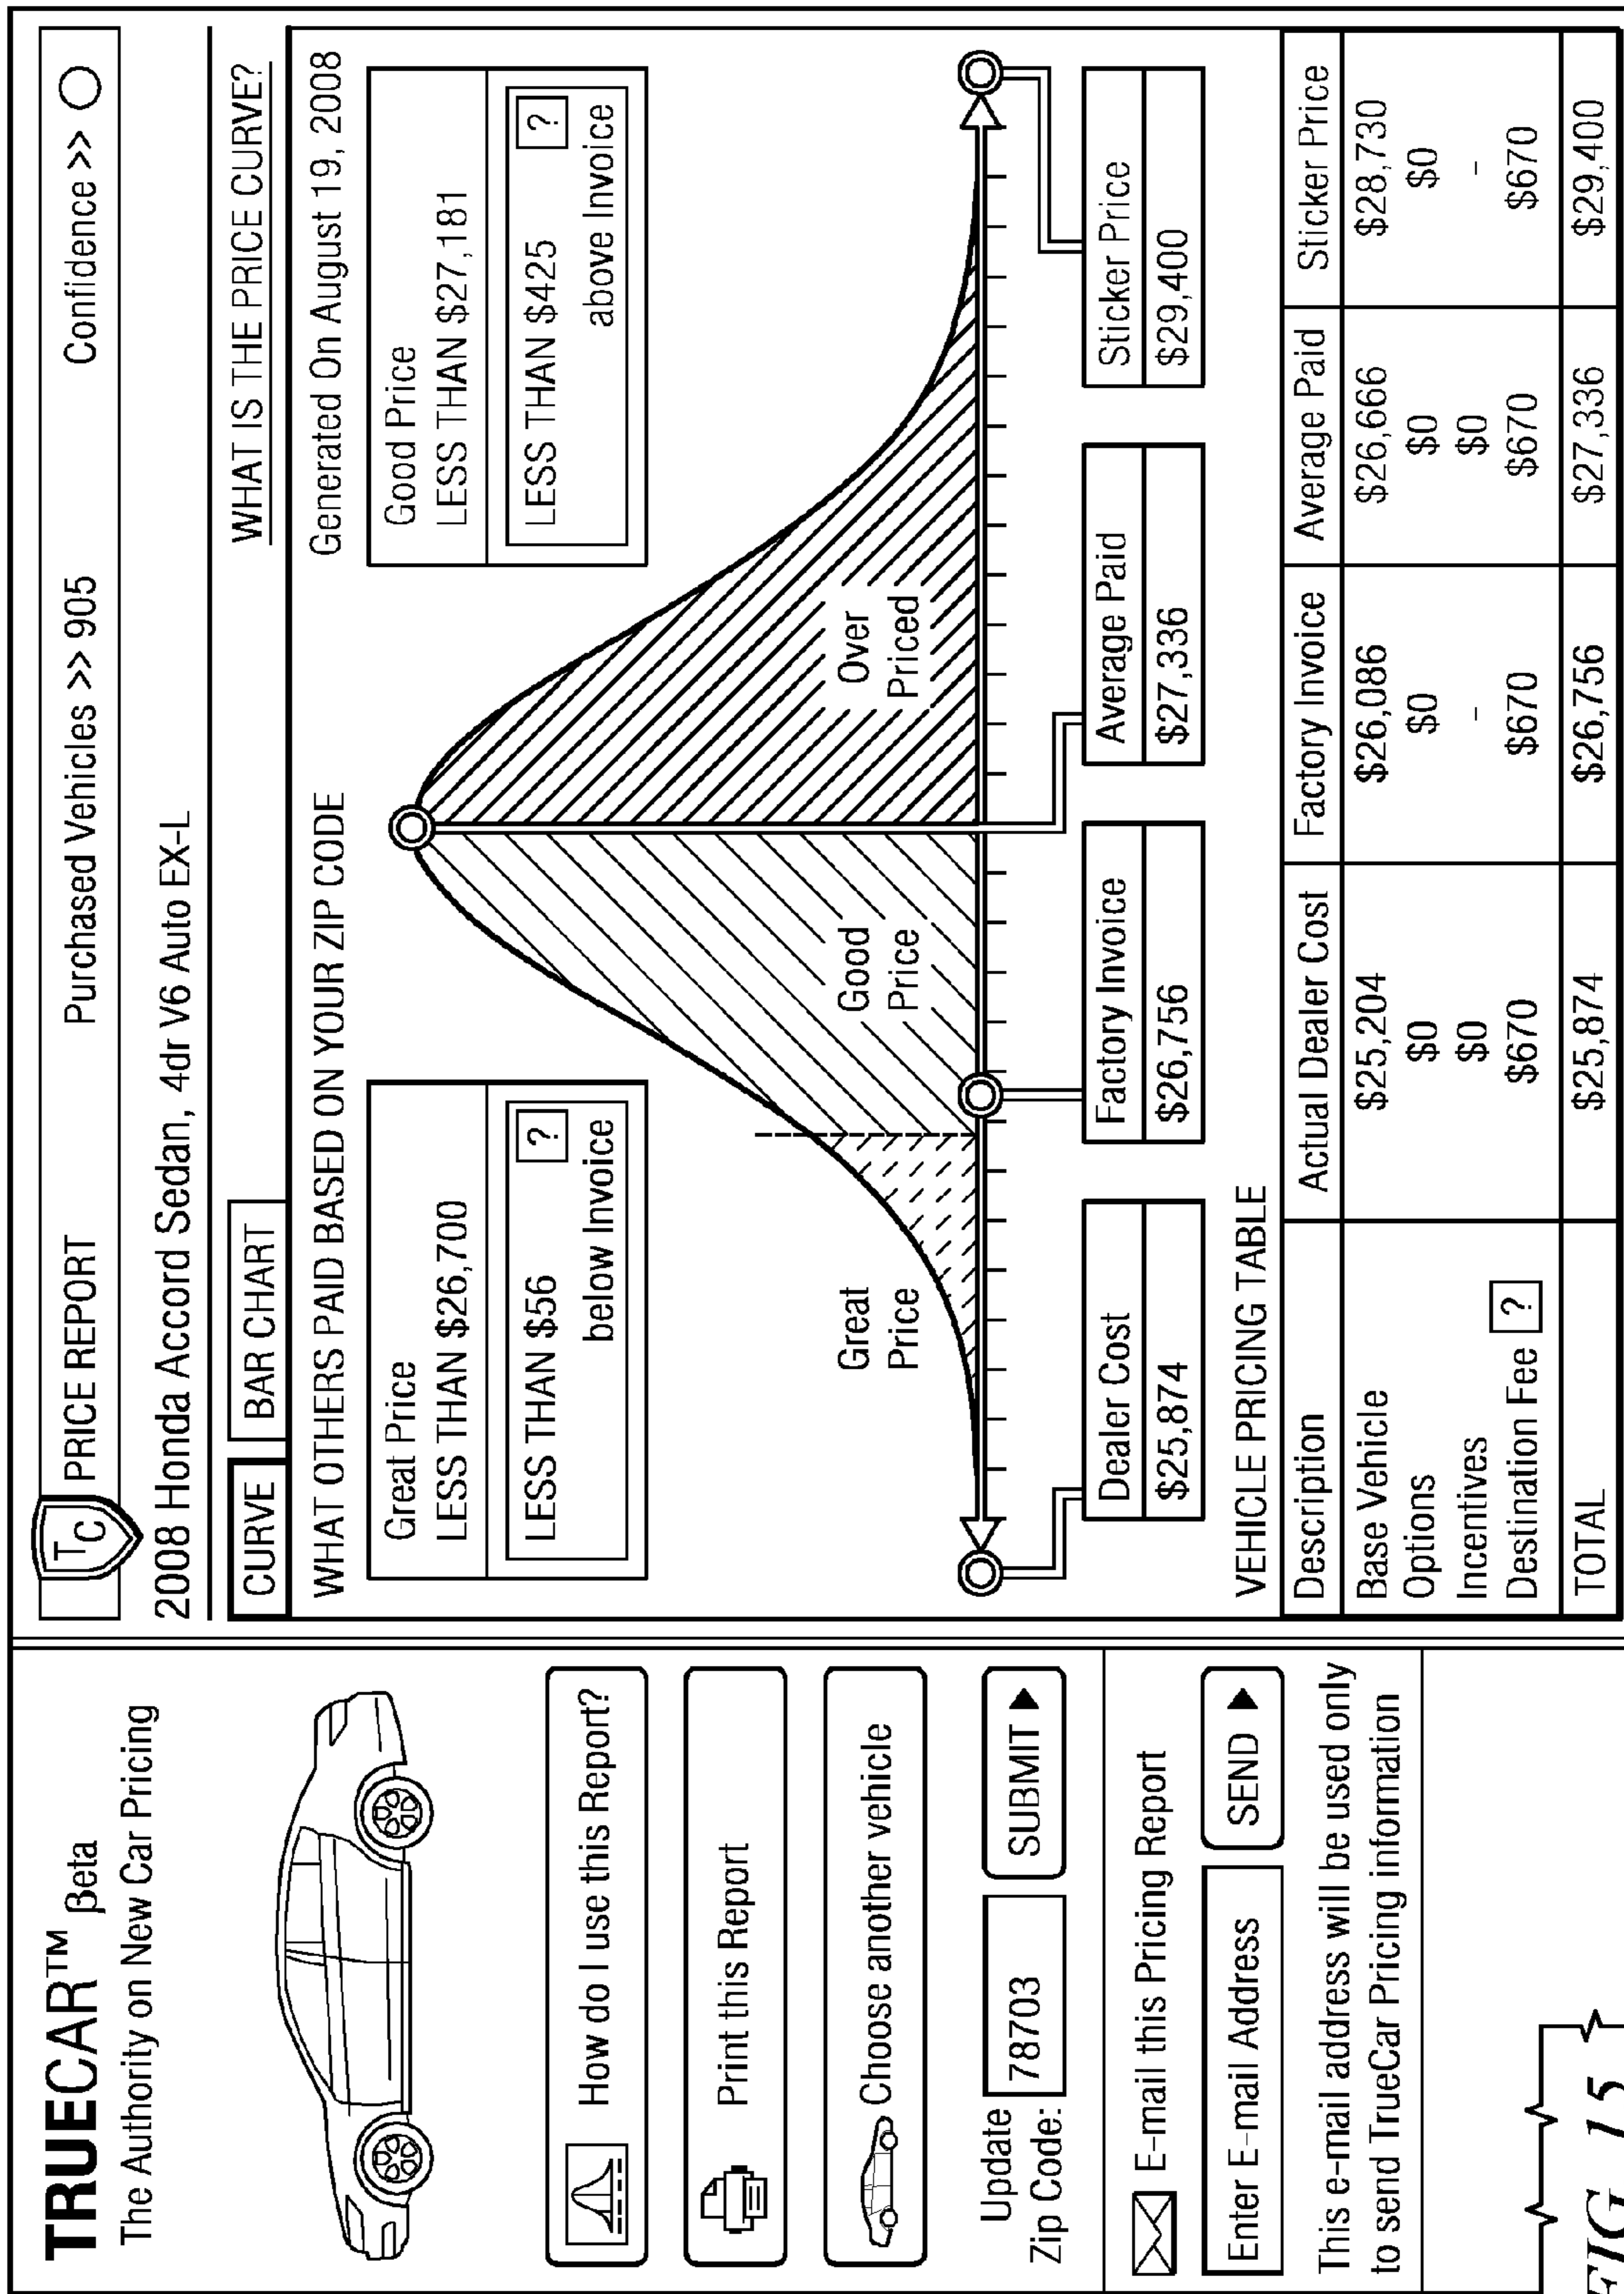 TRUECAR™ βeta
The Authority on New Car Pricing
How do I use this Report?
Print this Report
Choose another vehicle
Update
Zip Code:
78703
SUBMIT
E-mail this Pricing Report
Enter E-mail Address
SEND
This e-mail address will be used only
to send TrueCar Pricing information
TC PRICE REPORT Purchased Vehicles >> 905 Confidence >>
2008 Honda Accord Sedan, 4dr V6 Auto EX-L
CURVE BAR CHART WHAT IS THE PRICE CURVE?
WHAT OTHERS PAID BASED ON YOUR ZIP CODE Generated On August 19, 2008
Great Price
LESS THAN $26,700
LESS THAN $56 ?
below Invoice
Good Price
LESS THAN $27,181
LESS THAN $425 ?
above Invoice
Great
Price
Good
Price
Over
Priced
Dealer Cost
$25,874
Factory Invoice
$26,756
Average Paid
$27,336
Sticker Price
$29,400
VEHICLE PRICING TABLE
Description Actual Dealer Cost Factory Invoice Average Paid Sticker Price
Base Vehicle $25,204 $26,086 $26,666 $28,730
Options $0 $0 $0 $0
Incentives $0 - $0 -
Destination Fee ? $670 $670 $670 $670
TOTAL $25,874 $26,756 $27,336 $29,400
FIG. 15